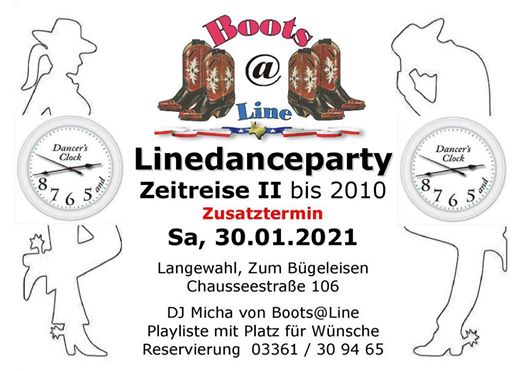 Boots
@
Line
Linedanceparty
Zeitreise II bis 2010
Zusatztermin
Sa, 30.01.2021
Langewahl, Zum Bügeleisen
Chausseestraße 106
DJ Micha von Boots@Line
Playliste mit Platz für Wünsche
Reservierung 03361 / 30 94 65
Dancer's
Clock
8 7 6 5 and
Dancer's
Clock
8 7 6 5 and